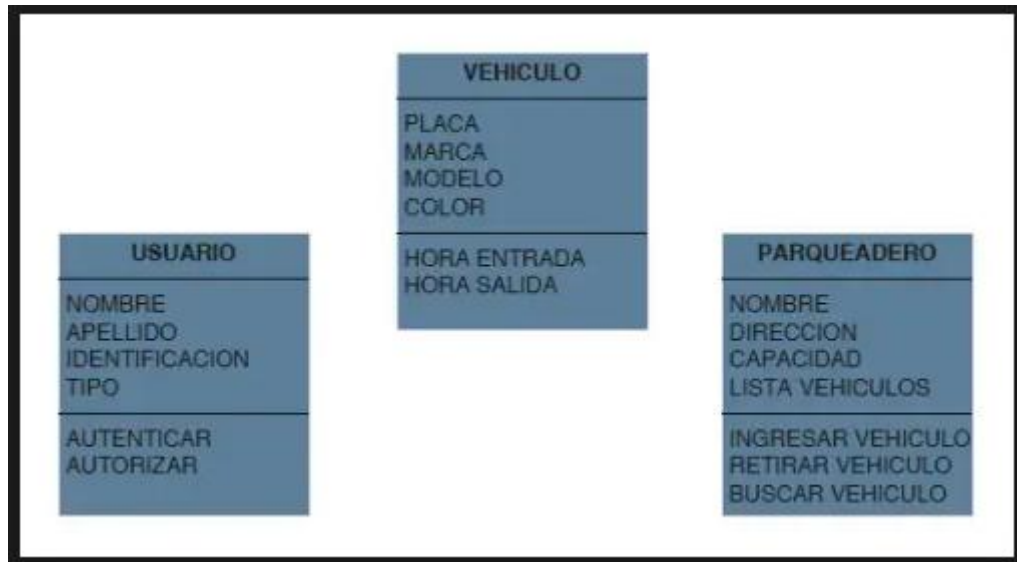 VEHICULO
PLACA
MARCA
MODELO
COLOR
HORA ENTRADA
HORA SALIDA
USUARIO
NOMBRE
APELLIDO
IDENTIFICACION
TIPO
AUTENTICAR
AUTORIZAR
PARQUEADERO
NOMBRE
DIRECCION
CAPACIDAD
LISTA VEHICULOS
INGRESAR VEHICULO
RETIRAR VEHICULO
BUSCAR VEHICULO